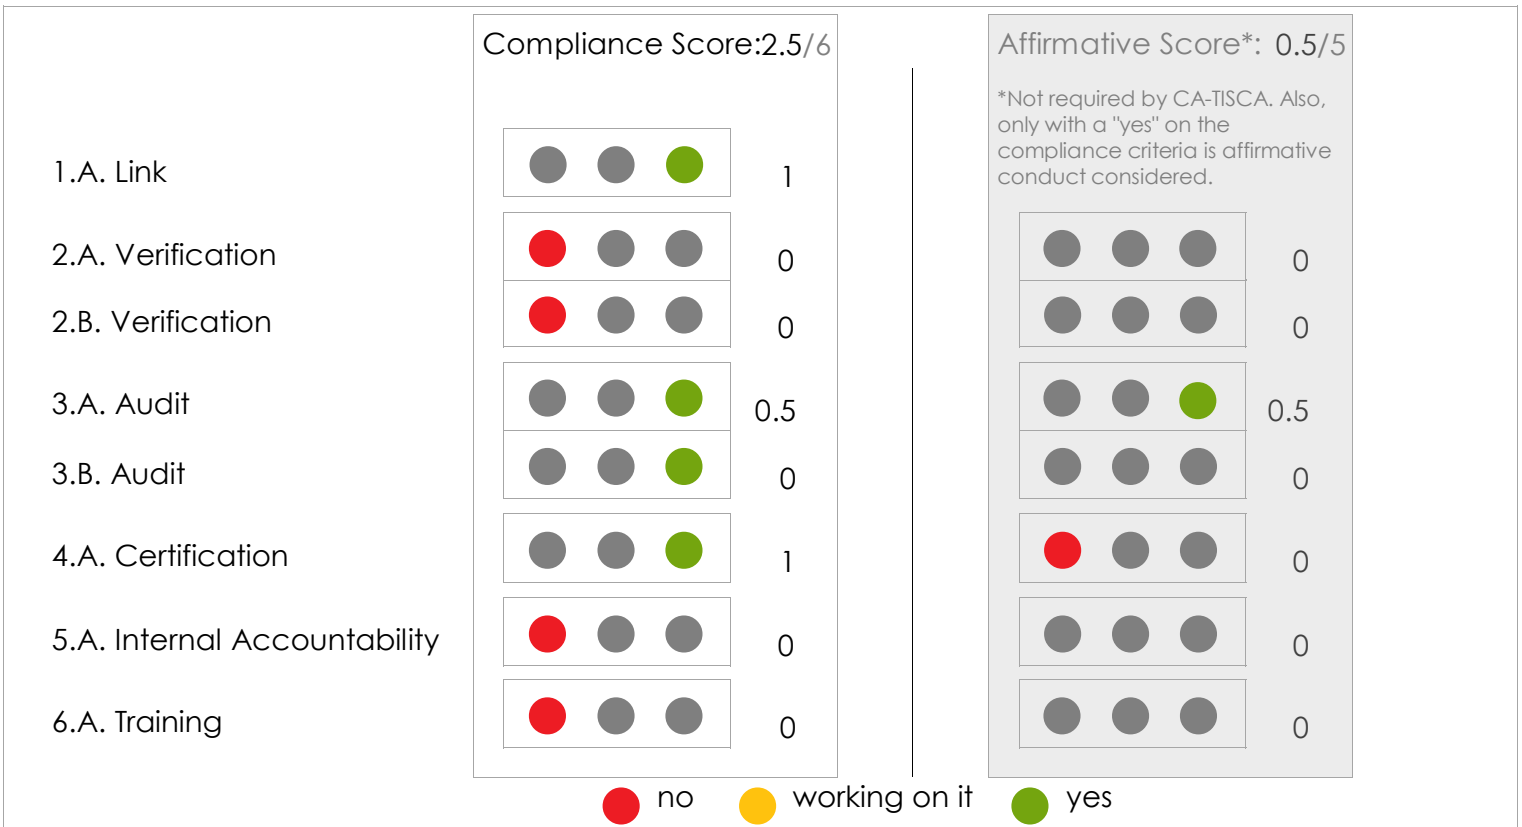 Compliance Score:2.5/6
Affirmative Score*: 0.5/5
*Not required by CA-TISCA. Also,
only with a "yes" on the
compliance criteria is affirmative
conduct considered.
1.A. Link 1
2.A. Verification 0 0
2.B. Verification 0 0
3.A. Audit 0.5 0.5
3.B. Audit 0 0
4.A. Certification 1 0
5.A. Internal Accountability 0 0
6.A. Training 0 0
no working on it yes